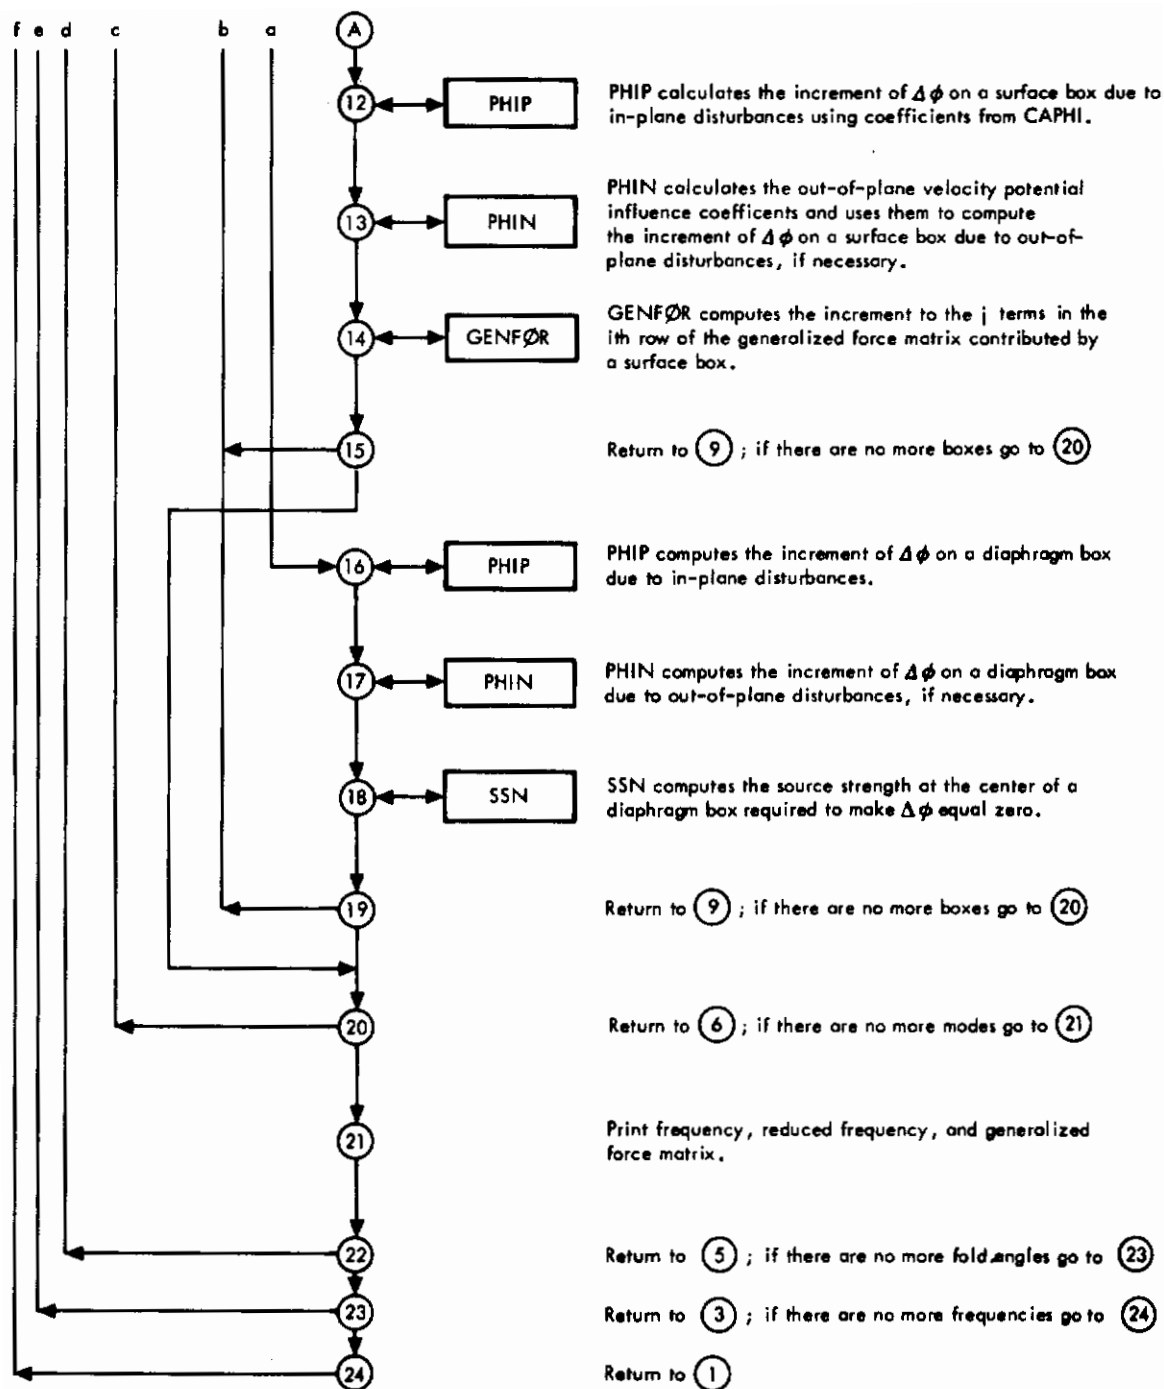 f e d c b a A
12 PHIP PHIP calculates the increment of Δϕ on a surface box due to
in-plane disturbances using coefficients from CAPHI.
PHIN calculates the out-of-plane velocity potential
13 PHIN influence coefficents and uses them to compute
the increment of Δϕ on a surface box due to out-of-
plane disturbances, if necessary.
GENFØR computes the increment to the j terms in the
14 GENFØR ith row of the generalized force matrix contributed by
a surface box.
15 Return to 9 ; if there are no more boxes go to 20
16 PHIP PHIP computes the increment of Δϕ on a diaphragm box
due to in-plane disturbances.
17 PHIN PHIN computes the increment of Δϕ on a diaphragm box
due to out-of-plane disturbances, if necessary.
18 SSN SSN computes the source strength at the center of a
diaphragm box required to make Δϕ equal zero.
19 Return to 9 ; if there are no more boxes go to 20
20 Return to 6 ; if there are no more modes go to 21
21 Print frequency, reduced frequency, and generalized
force matrix.
22 Return to 5 ; if there are no more fold angles go to 23
23 Return to 3 ; if there are no more frequencies go to 24
24 Return to 1